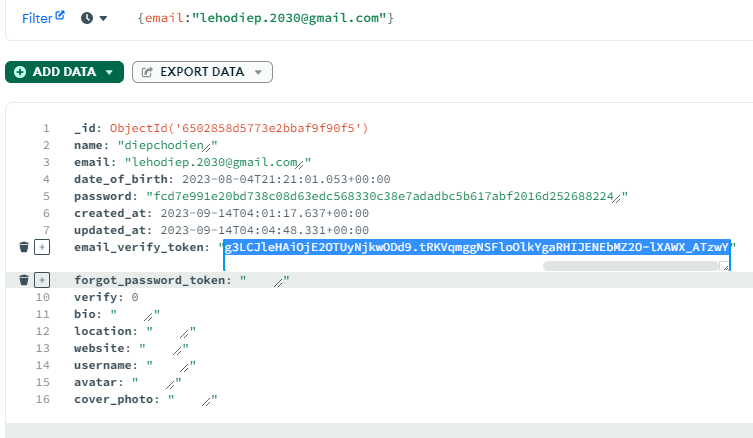 Filter {email:"lehodiep.2030@gmail.com"}
ADD DATA EXPORT DATA
1 _id: ObjectId('6502858d5773e2bbaf9f90f5')
2 name: "diepchodien"
3 email: "lehodiep.2030@gmail.com"
4 date_of_birth: 2023-08-04T21:21:01.053+00:00
5 password: "fcd7e991e20bd738c08d63edc568330c38e7adadbc5b617abf2016d252688224"
6 created_at: 2023-09-14T04:01:17.637+00:00
7 updated_at: 2023-09-14T04:04:48.331+00:00
email_verify_token: "g3LCJleHAiOjE2OTUyNjkwODd9.tRKVqmggNSFloOlkYgaRHIJENEbMZ2O-lXAWX_ATzwY"
forgot_password_token: ""
10 verify: 0
11 bio: ""
12 location: ""
13 website: ""
14 username: ""
15 avatar: ""
16 cover_photo: ""